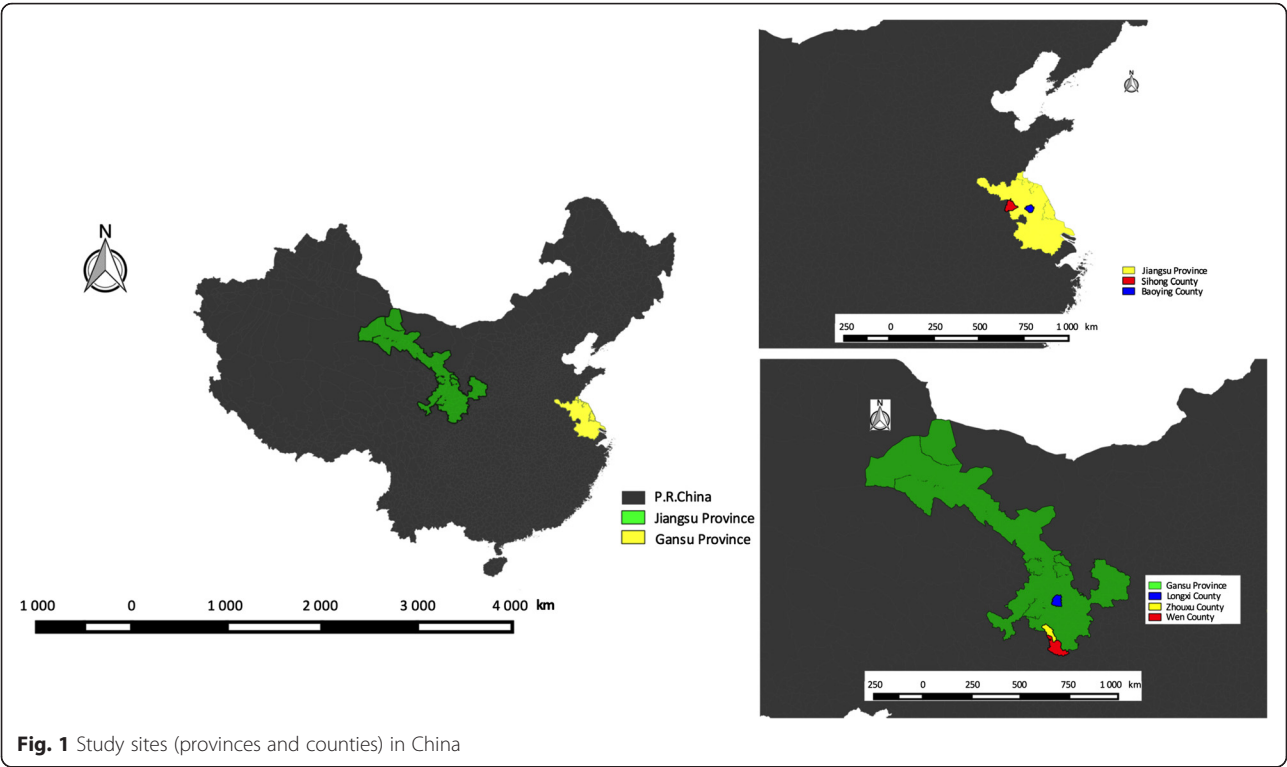 N
P.R.China
Jiangsu Province
Gansu Province
1 000 0 1 000 2 000 3 000 4 000 km
N
Jiangsu Province
Sihong County
Baoying County
250 0 250 500 750 1 000 km
N
Gansu Province
Longxi County
Zhouxu County
Wen County
250 0 250 500 750 1 000 km
Fig. 1 Study sites (provinces and counties) in China